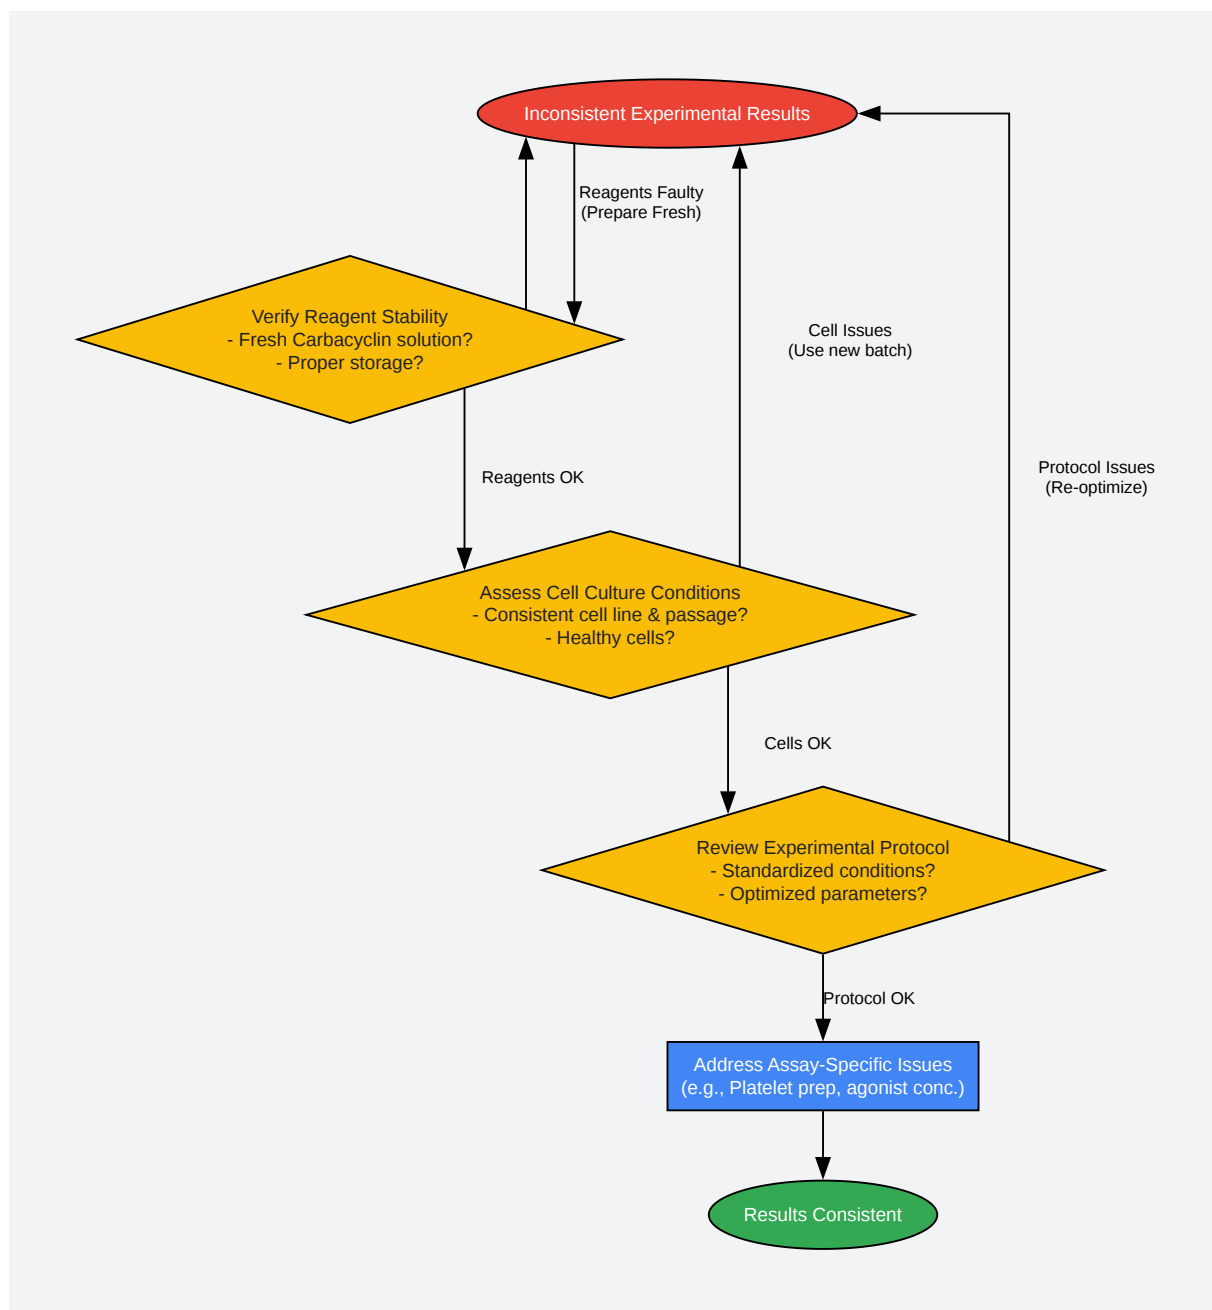 Inconsistent Experimental Results
Reagents Faulty
(Prepare Fresh)
Verify Reagent Stability
- Fresh Carbacyclin solution?
- Proper storage?
Cell Issues
(Use new batch)
Reagents OK
Protocol Issues
(Re-optimize)
Assess Cell Culture Conditions
- Consistent cell line & passage?
- Healthy cells?
Cells OK
Review Experimental Protocol
- Standardized conditions?
- Optimized parameters?
Protocol OK
Address Assay-Specific Issues
(e.g., Platelet prep, agonist conc.)
Results Consistent